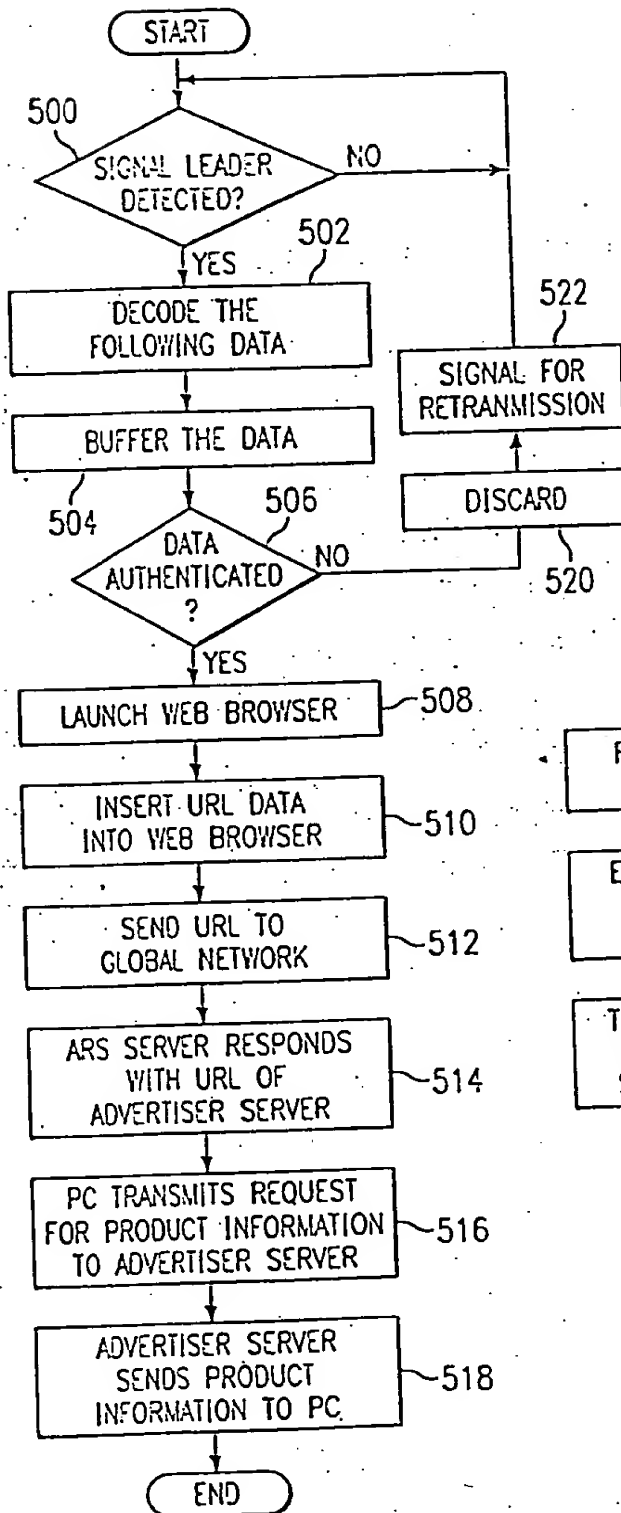 START
500
SIGNAL LEADER
DETECTED?
NO
YES
502
DECODE THE
FOLLOWING DATA
522
SIGNAL FOR
RETRANMISSION
BUFFER THE DATA
504
DISCARD
520
506
DATA
AUTHENTICATED
?
NO
YES
LAUNCH WEB BROWSER
508
INSERT URL DATA
INTO WEB BROWSER
510
SEND URL TO
GLOBAL NETWORK
512
ARS SERVER RESPONDS
WITH URL OF
ADVERTISER SERVER
514
PC TRANSMITS REQUEST
FOR PRODUCT INFORMATION
TO ADVERTISER SERVER
516
ADVERTISER SERVER
SENDS PRODUCT
INFORMATION TO PC
518
END